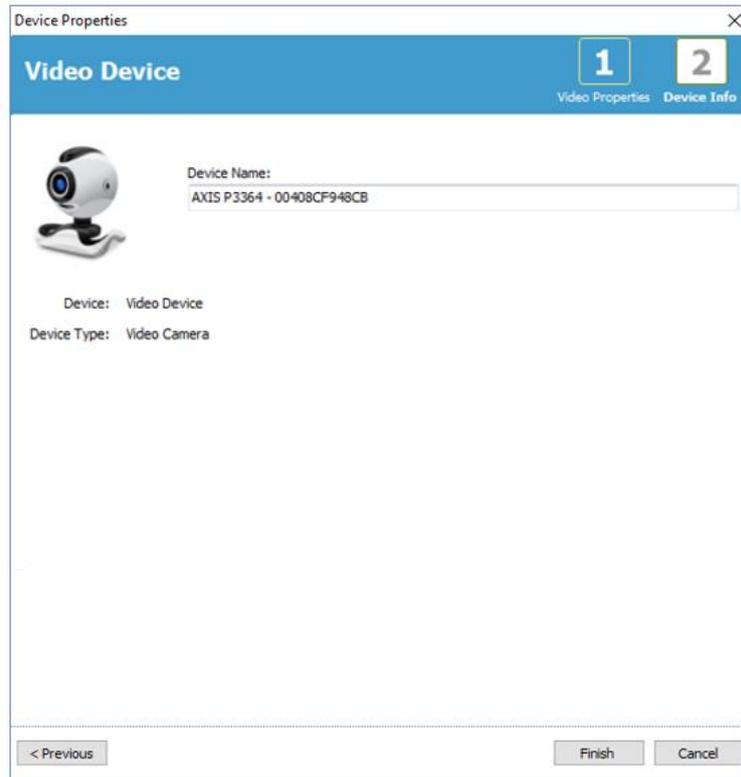 Device Properties
Video Device
1
2
Video Properties
Device Info
Device Name:
AXIS P3364 - 00408CF948CB
Device: Video Device
Device Type: Video Camera
< Previous
Finish
Cancel